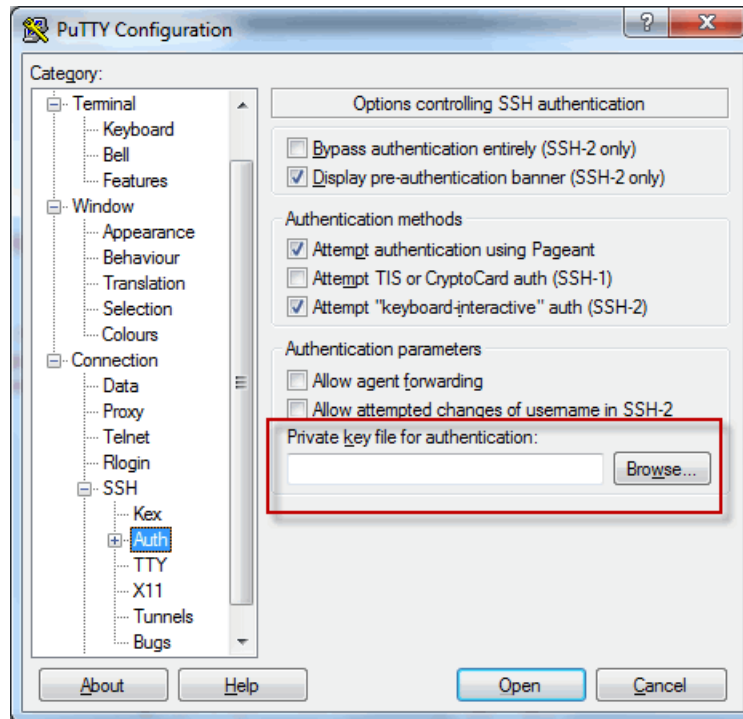 PuTTY Configuration
Category:
Terminal
Keyboard
Bell
Features
Window
Appearance
Behaviour
Translation
Selection
Colours
Connection
Data
Proxy
Telnet
Rlogin
SSH
Kex
Auth
TTY
X11
Tunnels
Bugs
Options controlling SSH authentication
Bypass authentication entirely (SSH-2 only)
Display pre-authentication banner (SSH-2 only)
Authentication methods
Attempt authentication using Pageant
Attempt TIS or CryptoCard auth (SSH-1)
Attempt "keyboard-interactive" auth (SSH-2)
Authentication parameters
Allow agent forwarding
Allow attempted changes of username in SSH-2
Private key file for authentication:
Browse...
About
Help
Open
Cancel